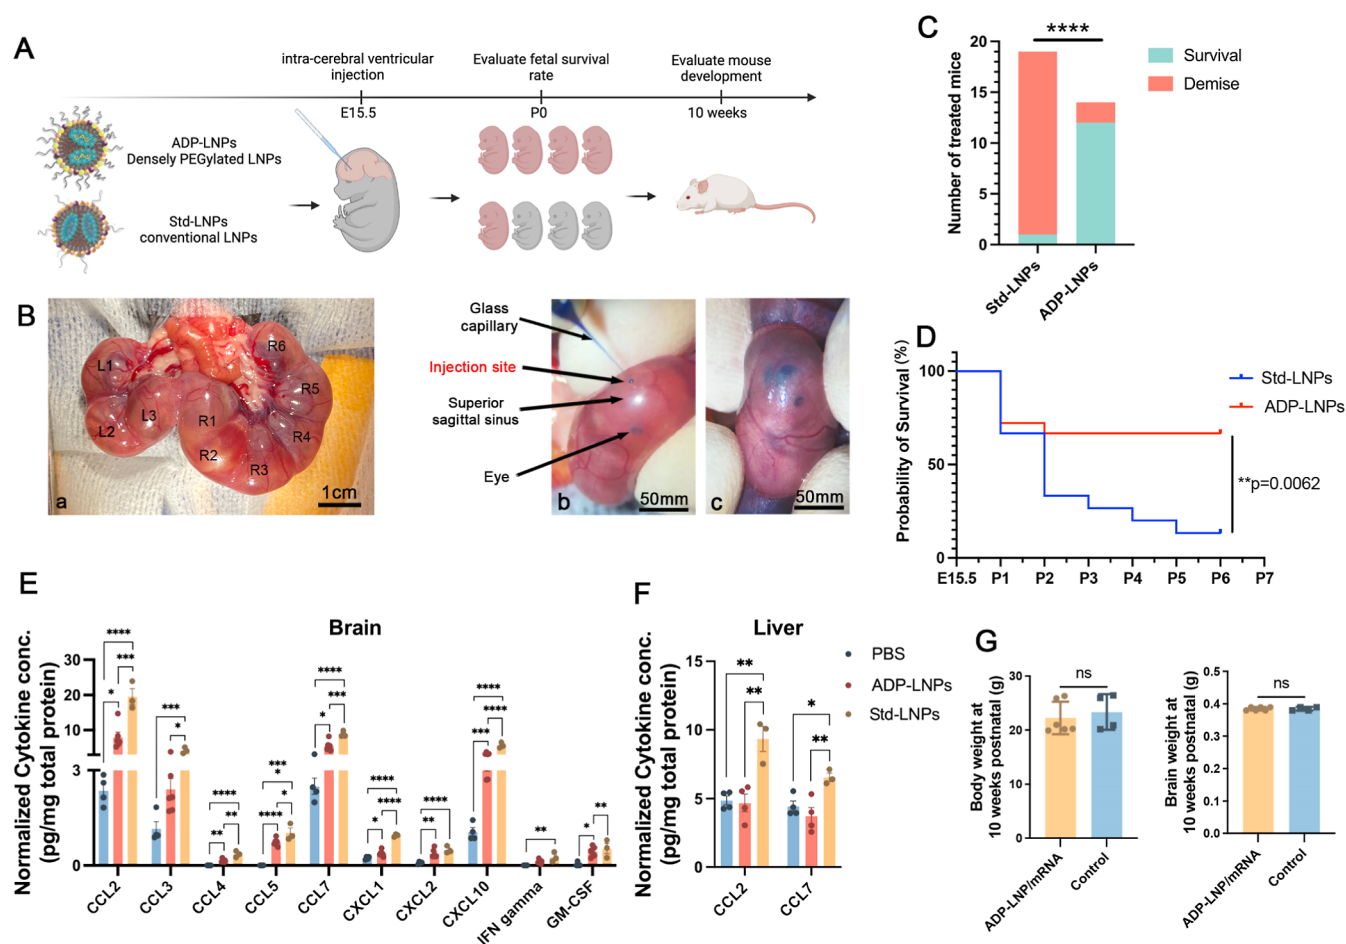 A
intra-cerebral ventricular
injection
Evaluate fetal survival
rate
Evaluate mouse
development
E15.5
P0
10 weeks
ADP-LNPs
Densely PEGylated LNPs
Std-LNPs
conventional LNPs
C
****
20
15
10
5
0
Number of treated mice
Std-LNPs
ADP-LNPs
Survival
Demise
B
L1
L2
L3
R1
R2
R3
R4
R5
R6
1cm
a
Glass
capillary
Injection site
Superior
sagittal sinus
Eye
b
50mm
c
50mm
D
Probability of Survival (%)
100
50
0
E15.5
P1
P2
P3
P4
P5
P6
P7
Std-LNPs
ADP-LNPs
**p=0.0062
E
Brain
Normalized Cytokine conc.
(pg/mg total protein)
30
20
10
3
0
****
***
*
***
*
****
**
**
***
*
*
****
****
***
*
****
****
*
****
**
****
****
***
**
**
*
CCL2
CCL3
CCL4
CCL5
CCL7
CXCL1
CXCL2
CXCL10
IFN gamma
GM-CSF
F
Liver
Normalized Cytokine conc.
(pg/mg total protein)
15
10
5
0
**
**
*
**
CCL2
CCL7
PBS
ADP-LNPs
Std-LNPs
G
Body weight at
10 weeks postnatal (g)
30
20
10
0
ns
ADP-LNP/mRNA
Control
Brain weight at
10 weeks postnatal (g)
0.5
0.4
0.3
0.2
0.1
0.0
ns
ADP-LNP/mRNA
Control